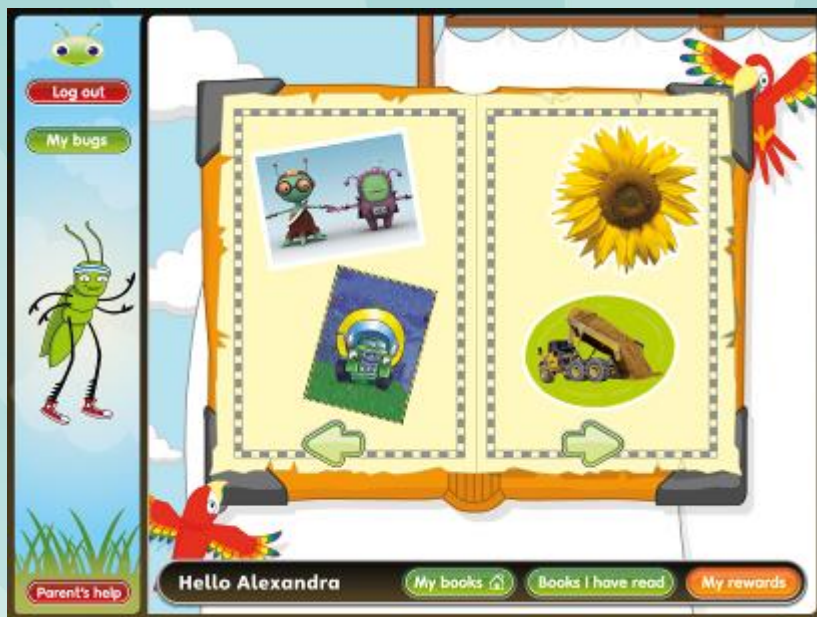 Log out
My bugs
Parent's help
Hello Alexandra
My books
Books I have read
My rewards